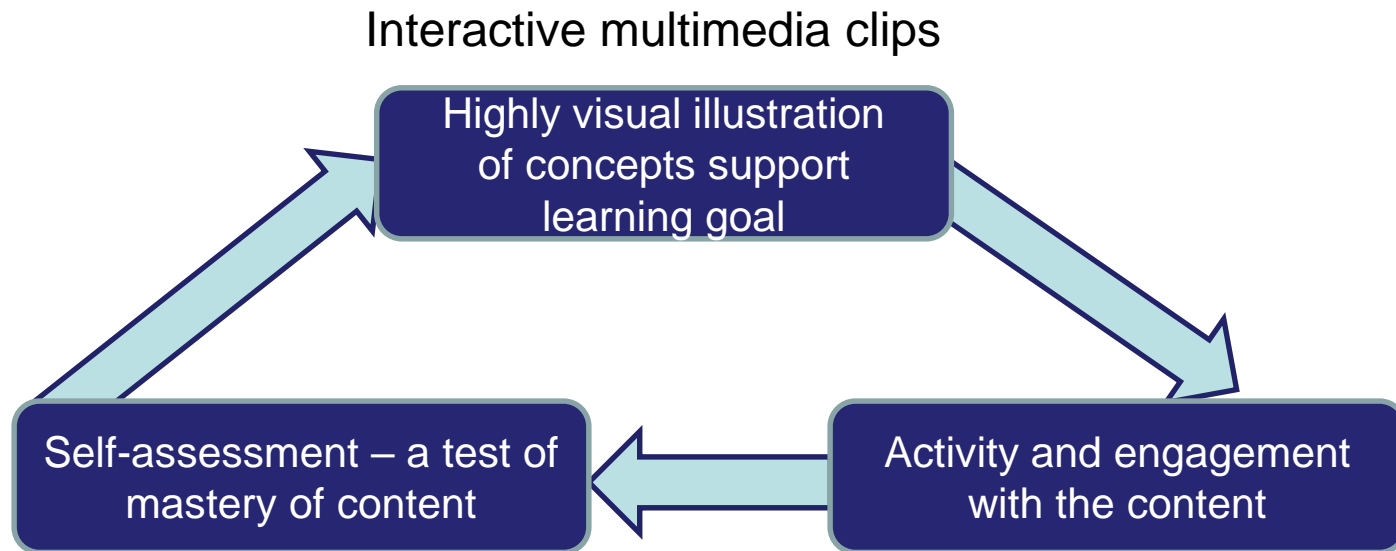 Interactive multimedia clips
Highly visual illustration
of concepts support
learning goal
Self-assessment – a test of
mastery of content
Activity and engagement
with the content